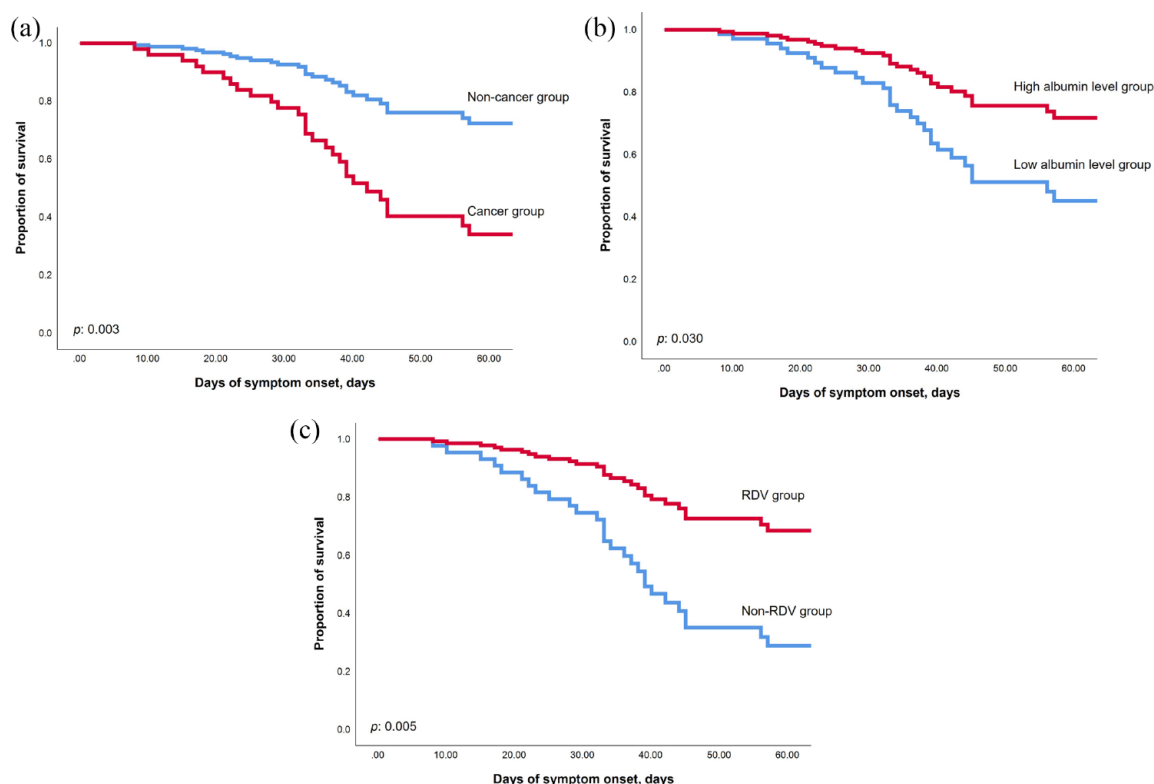 (a)
Proportion of survival
1.0
0.8
0.6
0.4
0.2
0.0
Non-cancer group
Cancer group
p: 0.003
.00 10.00 20.00 30.00 40.00 50.00 60.00
Days of symptom onset, days
(b)
Proportion of survival
1.0
0.8
0.6
0.4
0.2
0.0
High albumin level group
Low albumin level group
p: 0.030
.00 10.00 20.00 30.00 40.00 50.00 60.00
Days of symptom onset, days
(c)
Proportion of survival
1.0
0.8
0.6
0.4
0.2
0.0
RDV group
Non-RDV group
p: 0.005
.00 10.00 20.00 30.00 40.00 50.00 60.00
Days of symptom onset, days